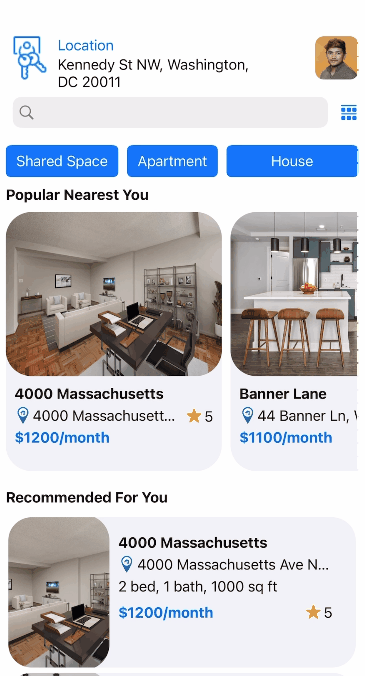 Location
Kennedy St NW, Washington,
DC 20011
Shared Space
Apartment
House
Popular Nearest You
4000 Massachusetts
4000 Massachusett...
5
$1200/month
Banner Lane
44 Banner Ln,
$1100/month
Recommended For You
4000 Massachusetts
4000 Massachusetts Ave N...
2 bed, 1 bath, 1000 sq ft
$1200/month
5